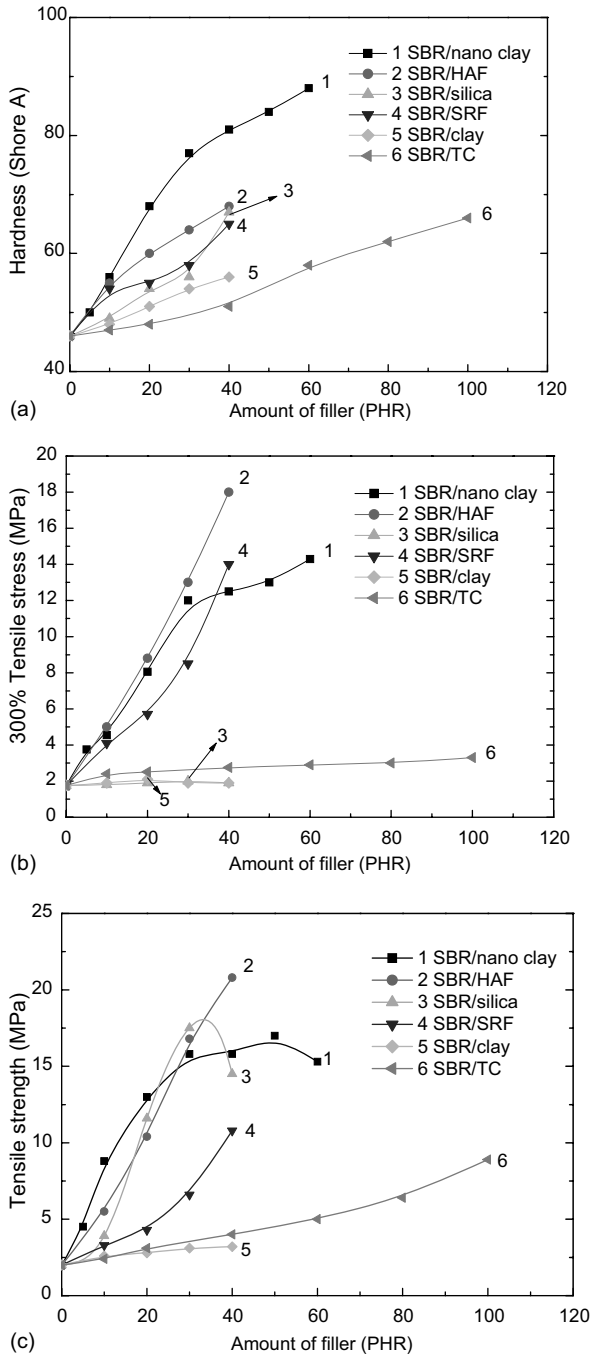 100
80
60
40
Hardness (Shore A)
1 SBR/nano clay
2 SBR/HAF
3 SBR/silica
4 SBR/SRF
5 SBR/clay
6 SBR/TC
1
2
3
4
5
6
0 20 40 60 80 100 120
Amount of filler (PHR)
(a)
20
18
16
14
12
10
8
6
4
2
0
300% Tensile stress (MPa)
1 SBR/nano clay
2 SBR/HAF
3 SBR/silica
4 SBR/SRF
5 SBR/clay
6 SBR/TC
2
4
1
3
6
5
0 20 40 60 80 100 120
Amount of filler (PHR)
(b)
25
20
15
10
5
0
Tensile strength (MPa)
1 SBR/nano clay
2 SBR/HAF
3 SBR/silica
4 SBR/SRF
5 SBR/clay
6 SBR/TC
2
1
3
4
6
5
0 20 40 60 80 100 120
Amount of filler (PHR)
(c)